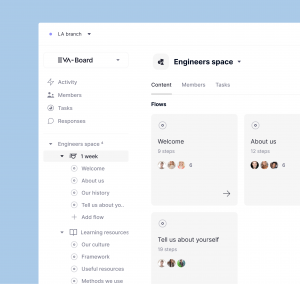 LA branch
EVA-Board
Engineers space
Activity
Members
Tasks
Responses
Content Members Tasks
Flows
Engineers space
1 week
Welcome
About us
Our history
Tell us about yo...
Add flow
Learning resources
Our culture
Framework
Useful resources
Methods we use
Welcome
9 steps
6
About us
12 steps
6
Tell us about yourself
19 steps